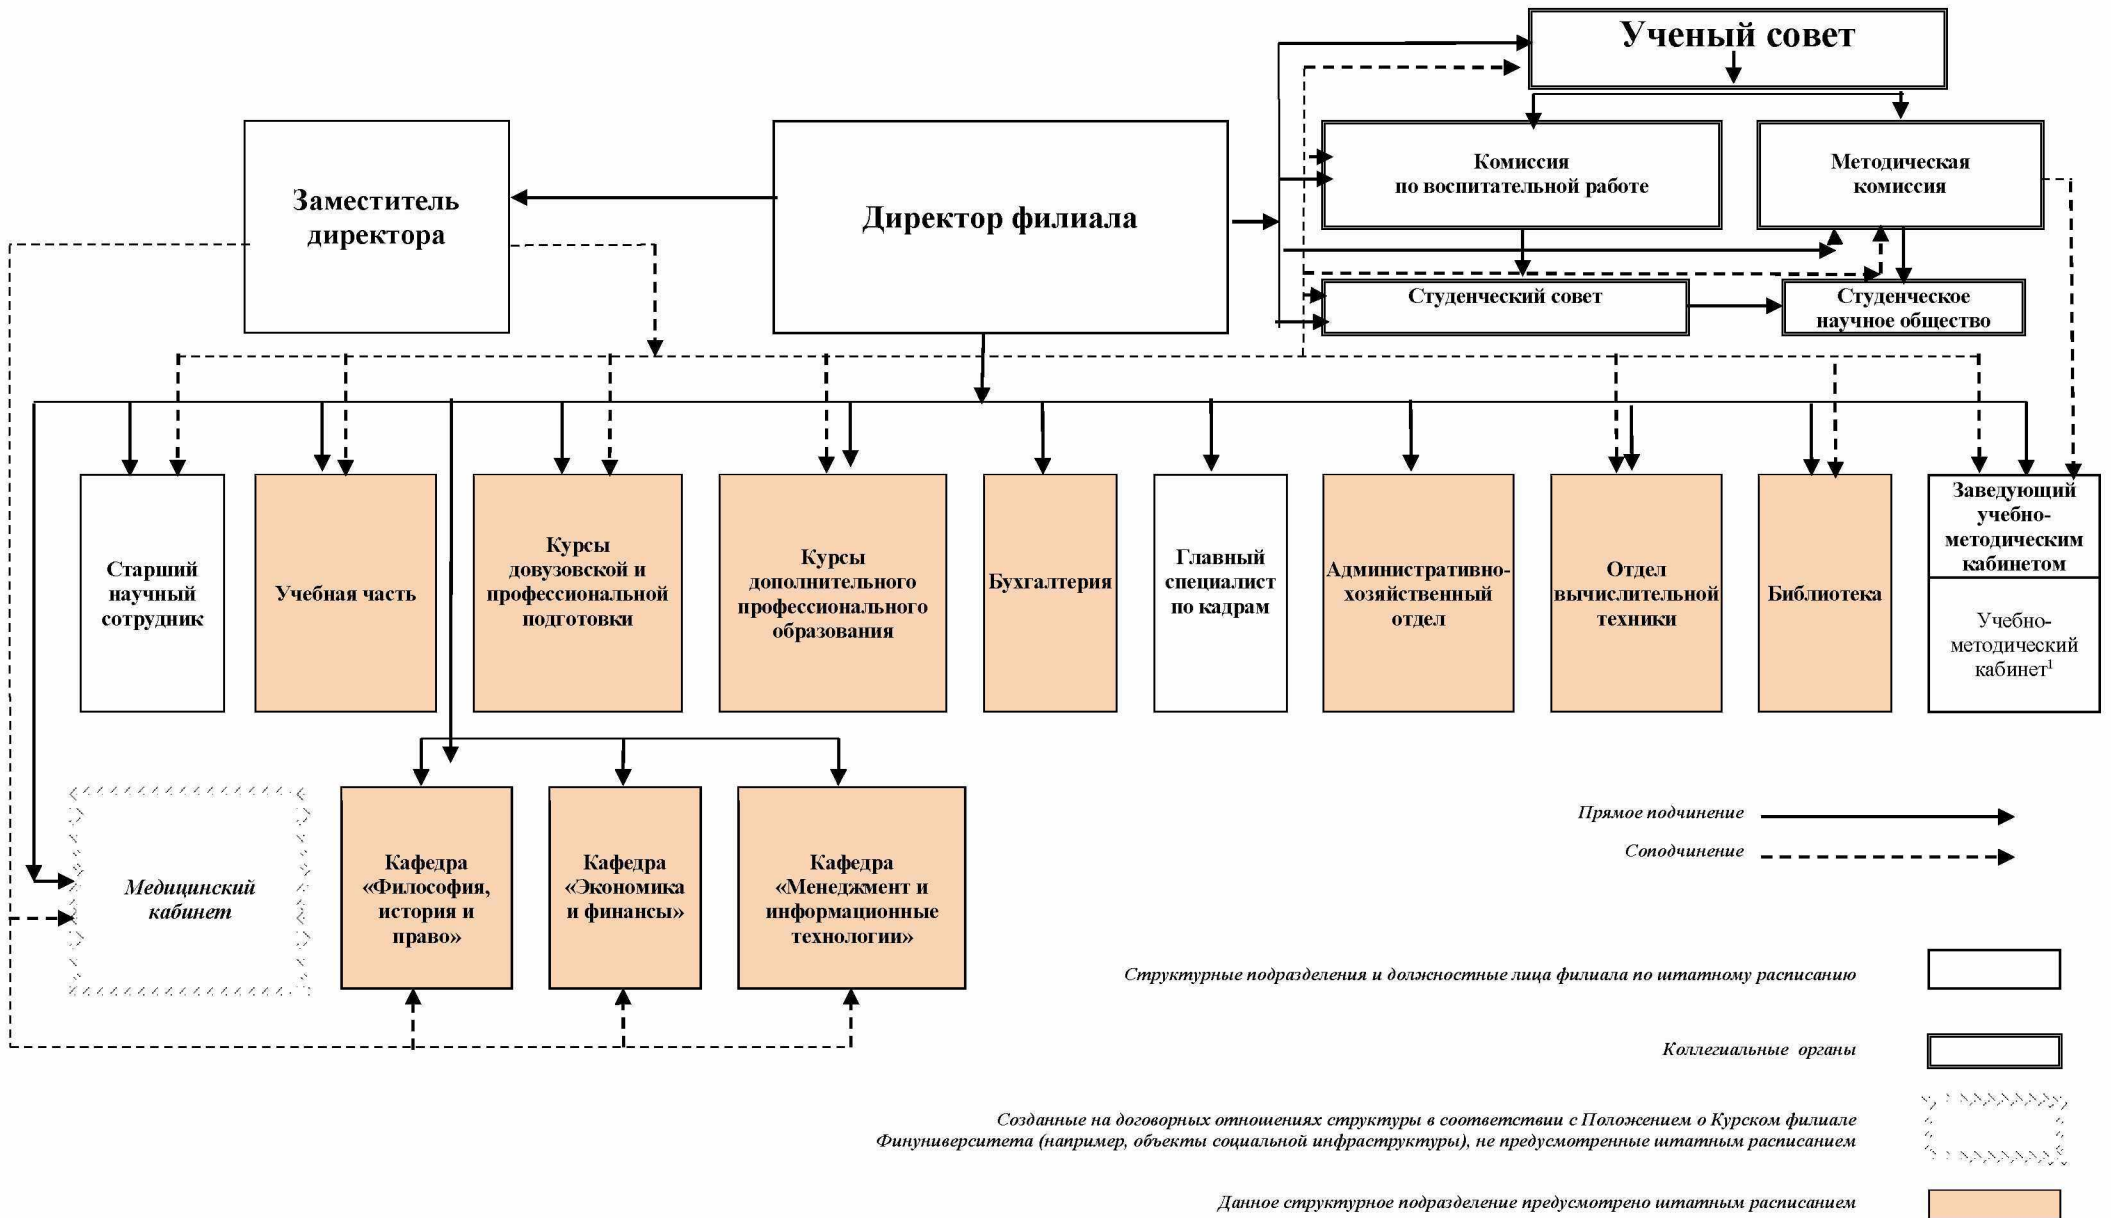 Ученый совет
Заместитель
директора
Директор филиала
Комиссия
по воспитательной работе
Методическая
комиссия
Студенческий совет
Студенческое
научное общество
Старший
научный
сотрудник
Учебная часть
Курсы
довузовской и
профессиональной
подготовки
Курсы
дополнительного
профессионального
образования
Бухгалтерия
Главный
специалист
по кадрам
Административно-
хозяйственный
отдел
Отдел
вычислительной
техники
Библиотека
Заведующий
учебно-
методическим
кабинетом
Учебно-
методический
кабинет¹
Медицинский
кабинет
Кафедра
«Философия,
история и
право»
Кафедра
«Экономика
и финансы»
Кафедра
«Менеджмент и
информационные
технологии»
Прямое подчинение
Соподчинение
Структурные подразделения и должностные лица филиала по штатному расписанию
Коллегиальные органы
Созданные на договорных отношениях структуры в соответствии с Положением о Курском филиале
Финуниверситета (например, объекты социальной инфраструктуры), не предусмотренные штатным расписанием
Данное структурное подразделение предусмотрено штатным расписанием